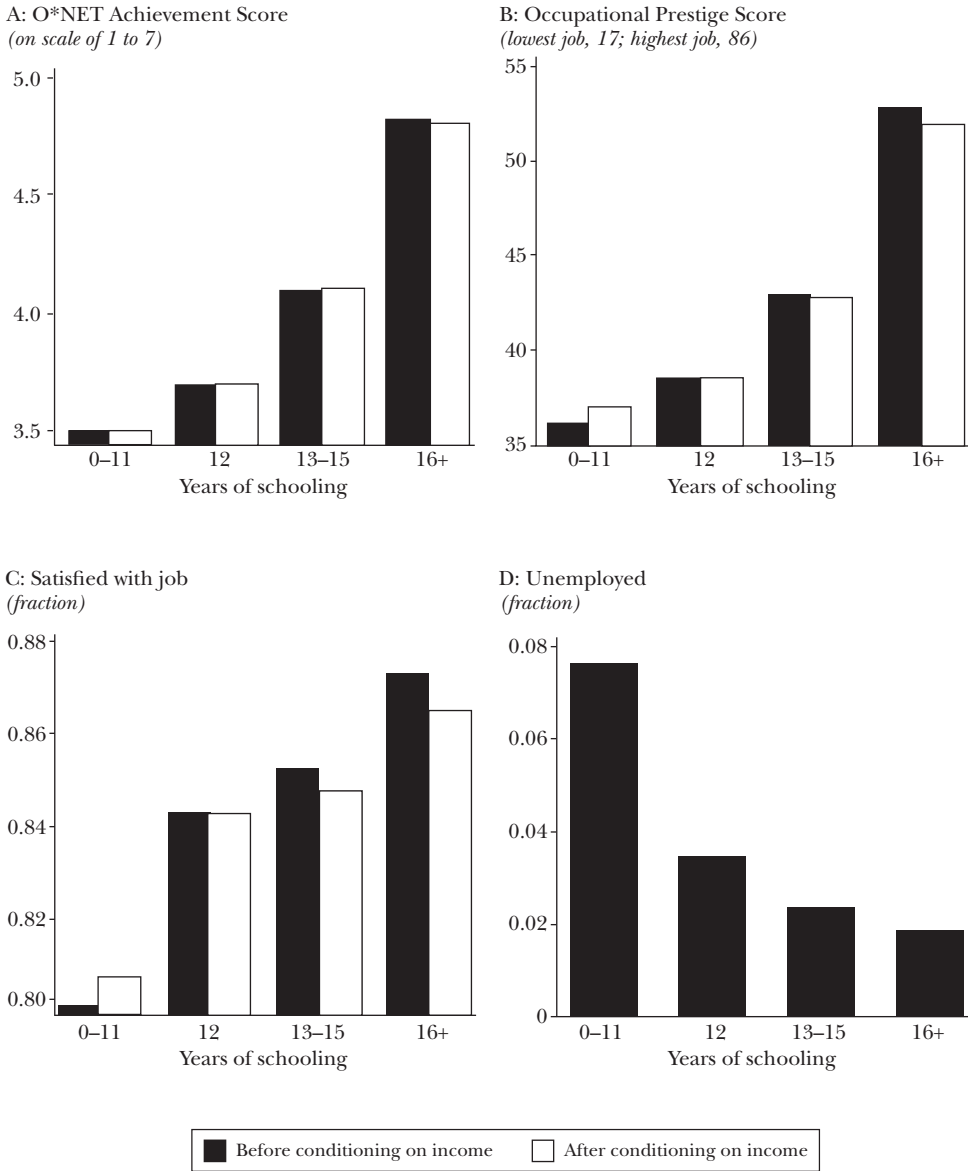 A: O*NET Achievement Score
(on scale of 1 to 7)
5.0
4.5
4.0
3.5
0–11 12 13–15 16+
Years of schooling
B: Occupational Prestige Score
(lowest job, 17; highest job, 86)
55
50
45
40
35
0–11 12 13–15 16+
Years of schooling
C: Satisfied with job
(fraction)
0.88
0.86
0.84
0.82
0.80
0–11 12 13–15 16+
Years of schooling
D: Unemployed
(fraction)
0.08
0.06
0.04
0.02
0
0–11 12 13–15 16+
Years of schooling
Before conditioning on income After conditioning on income